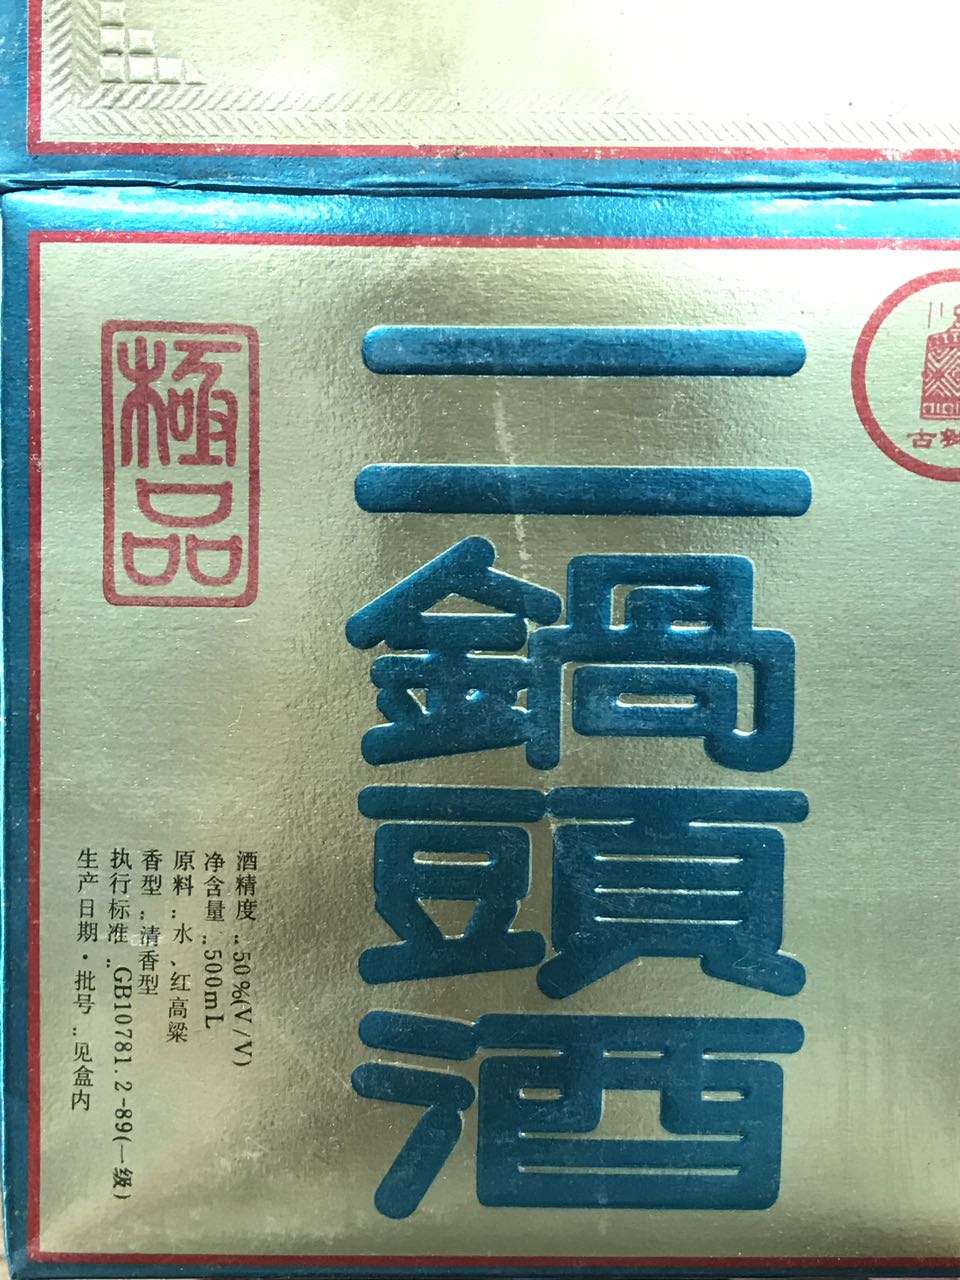 古
二鍋頭酒
極品
酒精度：50%(V/V)
净含量：500mL
原料：水、红高粱
香型：清香型
执行标准：GB10781.2-89(一级)
生产日期·批号：见盒内